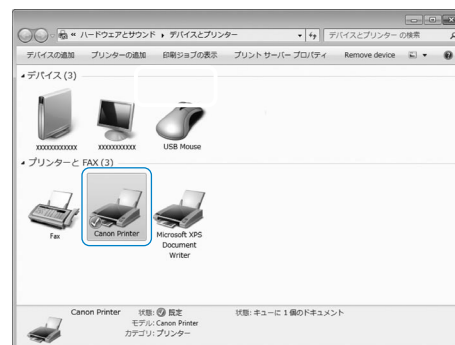 « ハードウェアとサウンド ▸ デバイスとプリンター
デバイスとプリンター の検索
デバイスの追加 プリンターの追加 印刷ジョブの表示 プリント サーバー プロパティ Remove device
デバイス (3)
XXXXXXXXXXXX XXXXXXXXXXX USB Mouse
プリンターと FAX (3)
Fax Canon Printer Microsoft XPS
Document
Writer
Canon Printer 状態: 既定 状態: キューに 1 個のドキュメント
モデル: Canon Printer
カテゴリ: プリンター